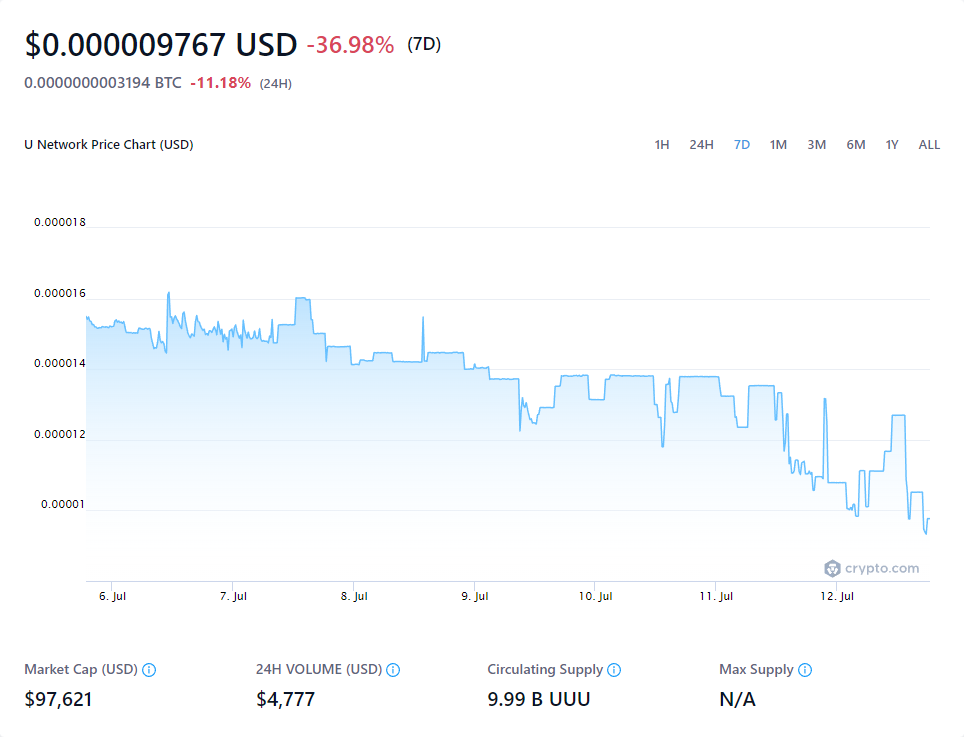 $0.000009767 USD -36.98% (7D)
0.0000000003194 BTC -11.18% (24H)
U Network Price Chart (USD) 1H 24H 7D 1M 3M 6M 1Y ALL
0.000018
0.000016
0.000014
0.000012
0.00001
crypto.com
6. Jul 7. Jul 8. Jul 9. Jul 10. Jul 11. Jul 12. Jul
Market Cap (USD) 24H VOLUME (USD) Circulating Supply Max Supply
$97,621 $4,777 9.99 B UUU N/A